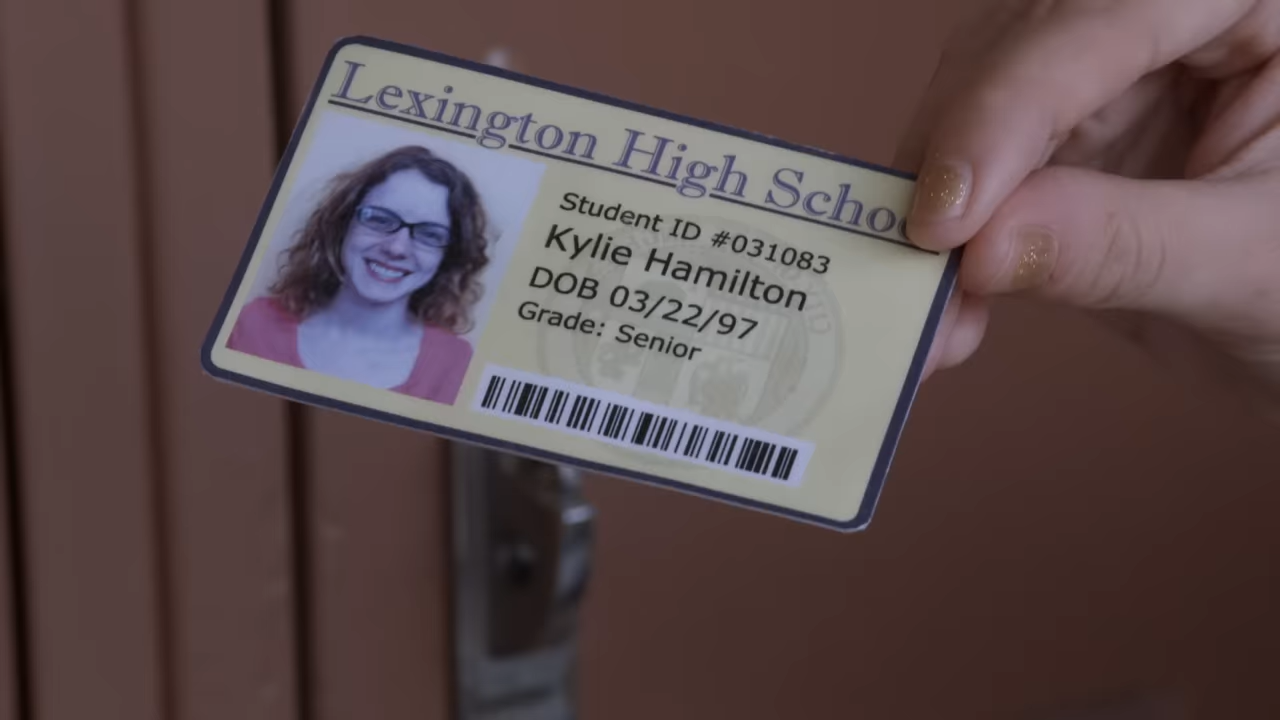 Lexington High Schoo
Student ID #031083
Kylie Hamilton
DOB 03/22/97
Grade: Senior